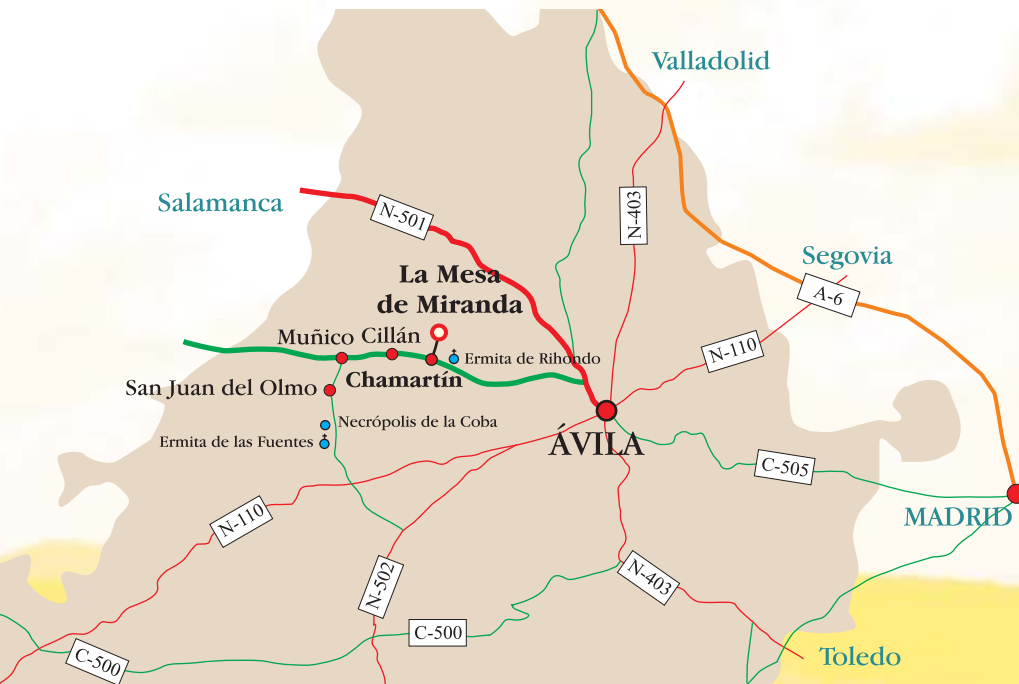 Valladolid
Salamanca
N-501
N-403
Segovia
A-6
La Mesa
de Miranda
Muñico
Cillán
Ermita de Rihondo
N-110
Chamartín
San Juan del Olmo
Necrópolis de la Coba
Ermita de las Fuentes
ÁVILA
C-505
MADRID
N-110
N-502
N-403
C-500
C-500
Toledo